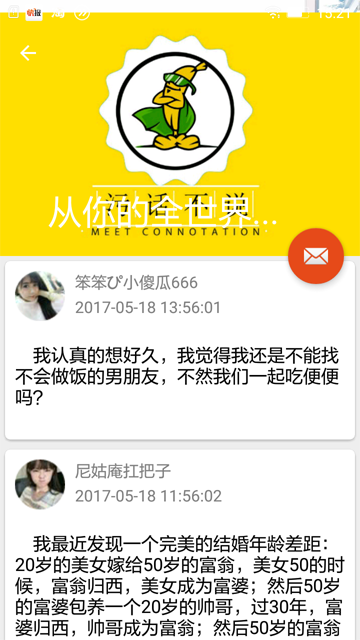 15:21
从你的全世界...
污话不说
MEET CONNOTATION
笨笨ぴ小傻瓜666
2017-05-18 13:56:01
我认真的想好久，我觉得我还是不能找
不会做饭的男朋友，不然我们一起吃便便
吗？
尼姑庵扛把子
2017-05-18 11:56:02
我最近发现一个完美的结婚年龄差距：
20岁的美女嫁给50岁的富翁，美女50的时
候，富翁归西，美女成为富婆；然后50岁
的富婆包养一个20岁的帅哥，过30年，富
婆归西，帅哥成为富翁；然后50岁的富翁